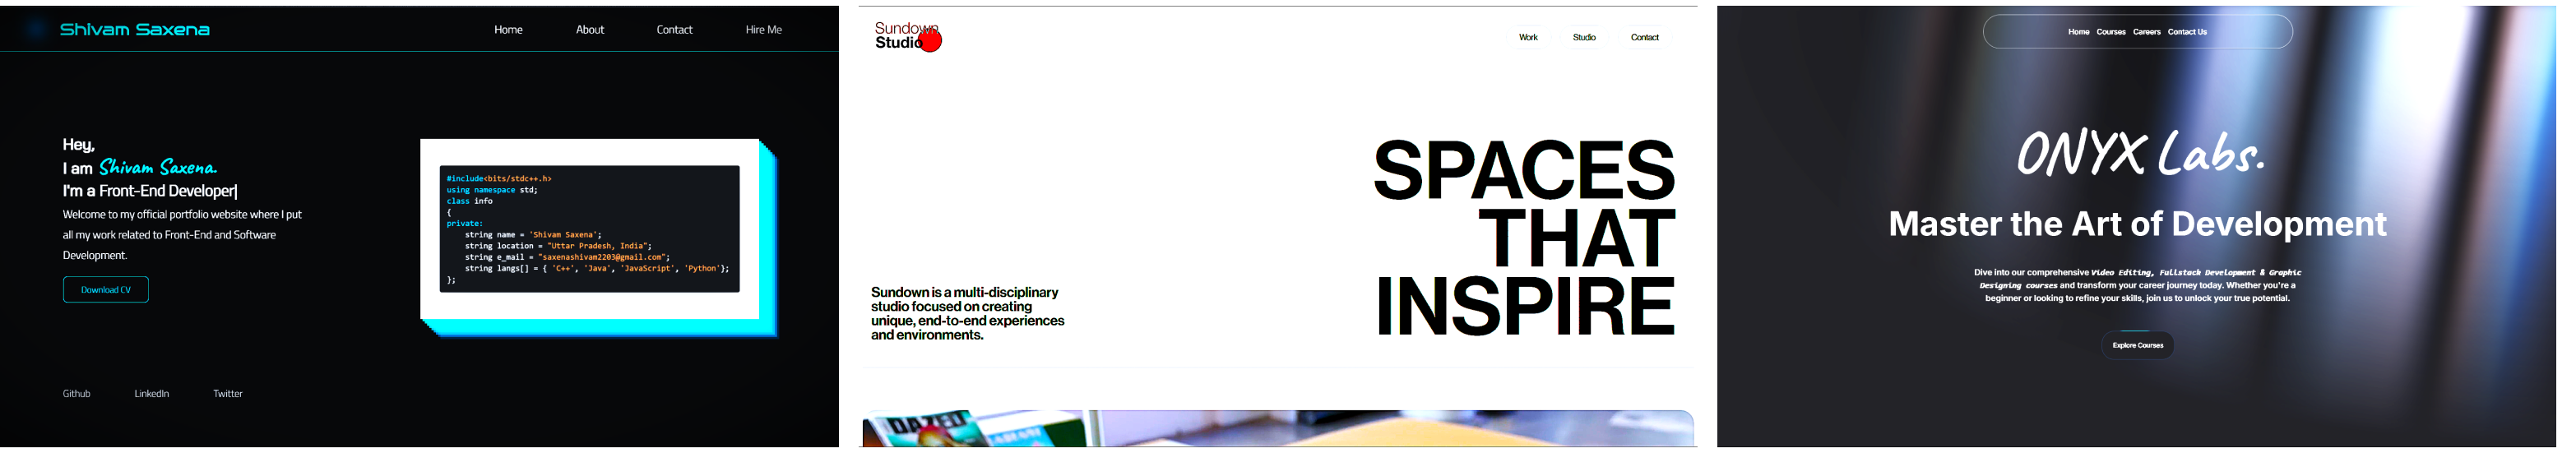 Shivam Saxena
Home About Contact Hire Me
Hey,
I am Shivam Saxena.
I'm a Front-End Developer|
Welcome to my official portfolio website where I put
all my work related to Front-End and Software
Development.
Download CV
#include<bits/stdc++.h>
using namespace std;
class info
{
private:
string name = 'Shivam Saxena';
string location = "Uttar Pradesh, India";
string e_mail = "saxenashivam2203@gmail.com";
string langs[] = { 'C++', 'Java', 'JavaScript', 'Python'};
};
Github LinkedIn Twitter
Sundown
Studio
Work Studio Contact
SPACES
THAT
INSPIRE
Sundown is a multi-disciplinary
studio focused on creating
unique, end-to-end experiences
and environments.
DAZED
Home Courses Careers Contact Us
ONYX Labs.
Master the Art of Development
Dive into our comprehensive Video Editing, Fullstack Development & Graphic
Designing courses and transform your career journey today. Whether you're a
beginner or looking to refine your skills, join us to unlock your true potential.
Explore Courses